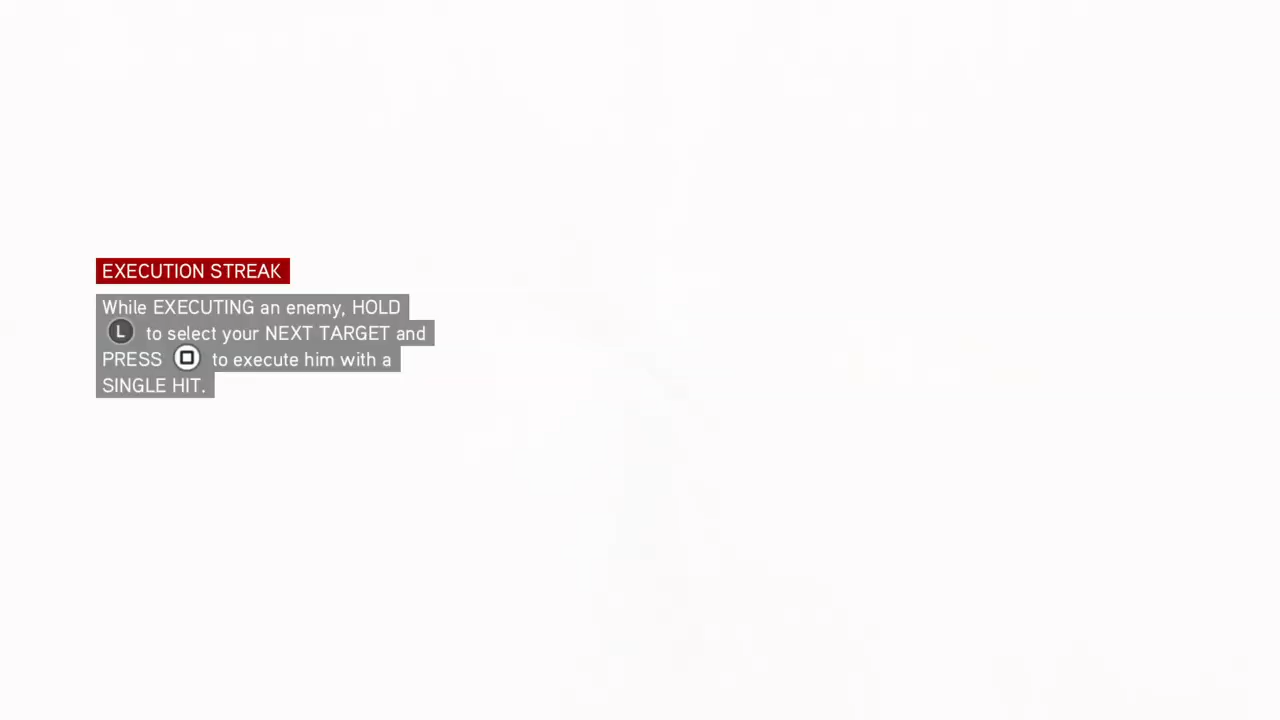 EXECUTION STREAK
While EXECUTING an enemy, HOLD
L to select your NEXT TARGET and
PRESS to execute him with a
SINGLE HIT.